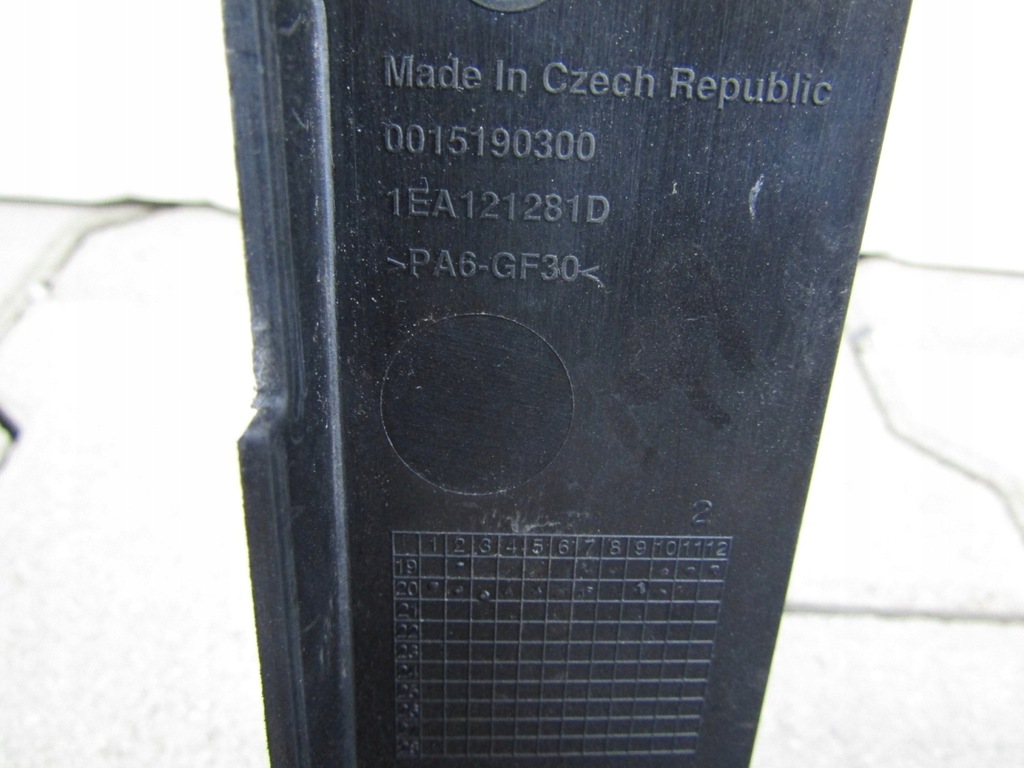 Made In Czech Republic
0015190300
1EA121281D
>PA6-GF30<
2
1 2 3 4 5 6 7 8 9 10 11 12
19
20
21